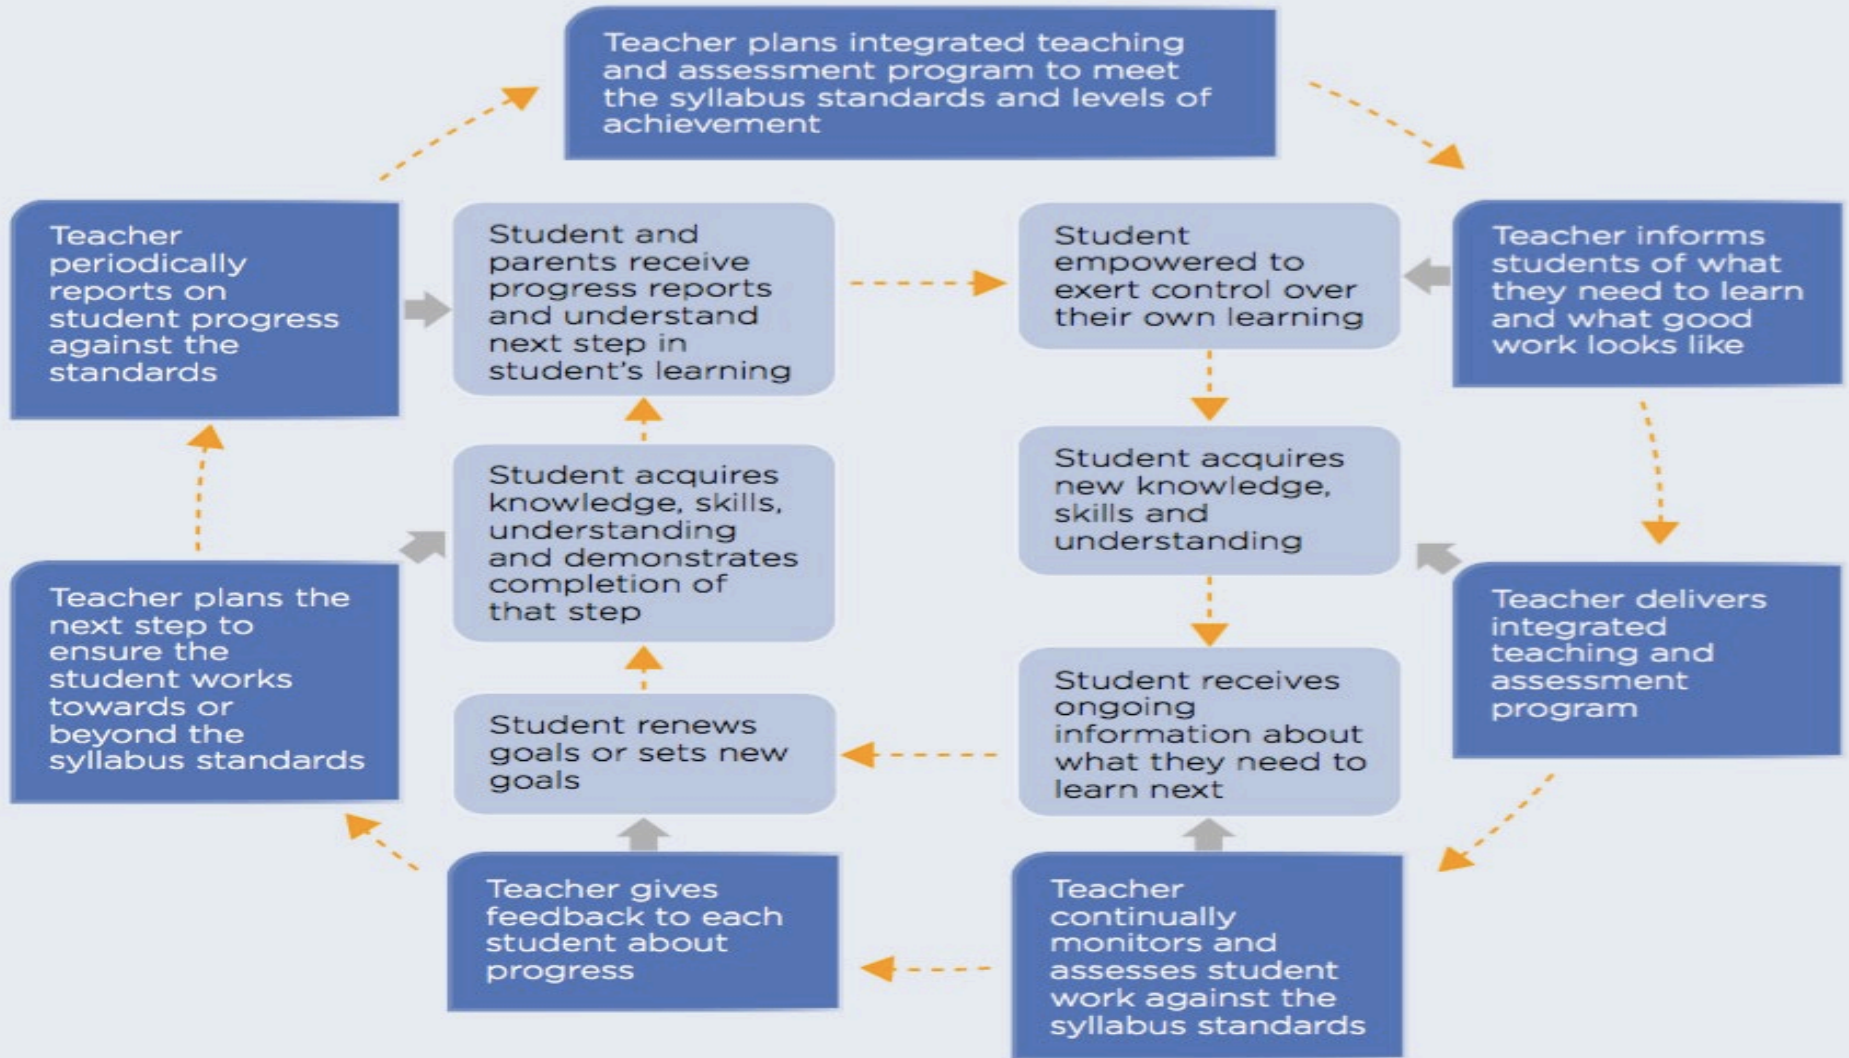 Teacher plans integrated teaching
and assessment program to meet
the syllabus standards and levels of
achievement
Teacher
periodically
reports on
student progress
against the
standards
Student and
parents receive
progress reports
and understand
next step in
student’s learning
Student
empowered to
exert control over
their own learning
Teacher informs
students of what
they need to learn
and what good
work looks like
Student acquires
knowledge, skills,
understanding
and demonstrates
completion of
that step
Student acquires
new knowledge,
skills and
understanding
Teacher plans the
next step to
ensure the
student works
towards or
beyond the
syllabus standards
Teacher delivers
integrated
teaching and
assessment
program
Student renews
goals or sets new
goals
Student receives
ongoing
information about
what they need to
learn next
Teacher gives
feedback to each
student about
progress
Teacher
continually
monitors and
assesses student
work against the
syllabus standards